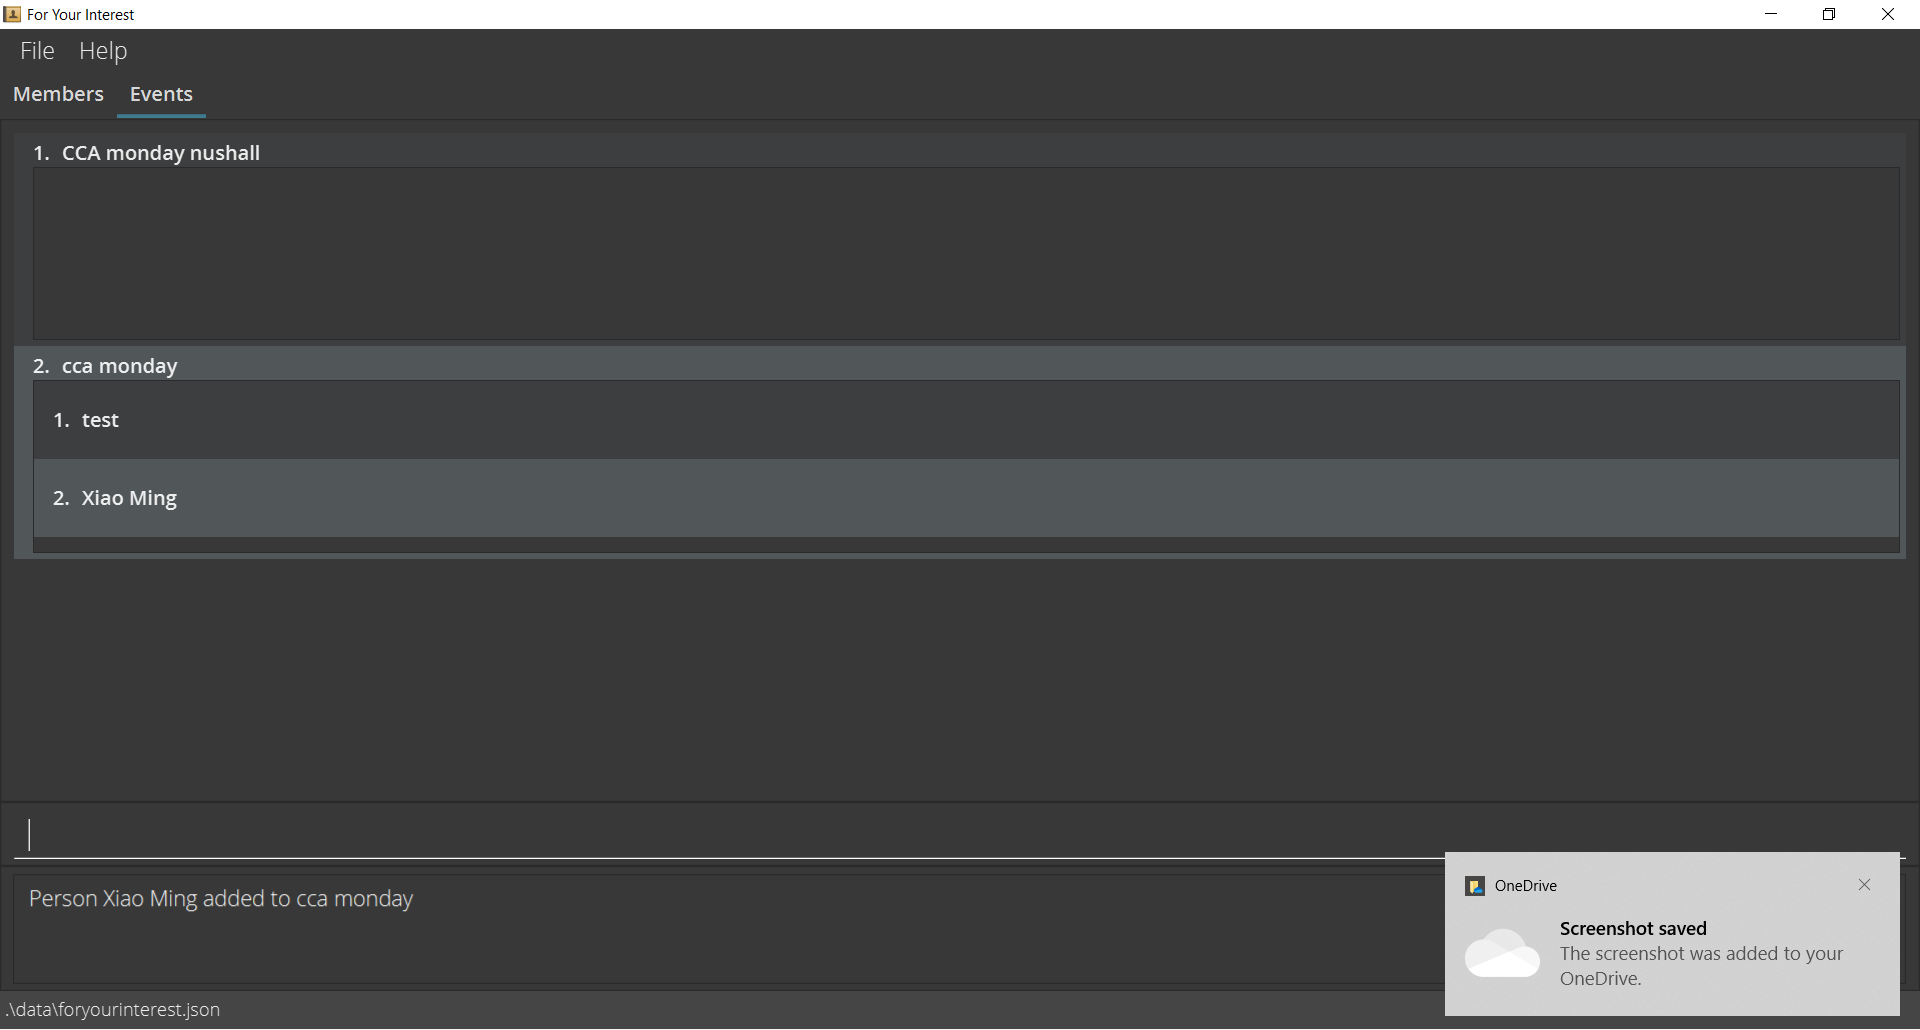 For Your Interest
File Help
Members Events
1. CCA monday nushall
2. cca monday
1. test
2. Xiao Ming
Person Xiao Ming added to cca monday
OneDrive
Screenshot saved
The screenshot was added to your
OneDrive.
.\data\foryourinterest.json